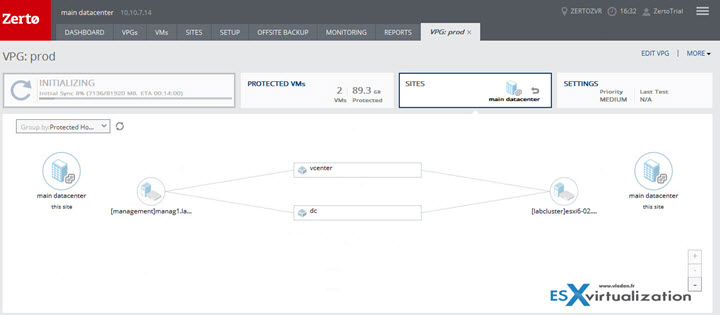 Zerto
main datacenter 10.10.7.14
ZERTOZVR 16:32 ZertoTrial
DASHBOARD VPGs VMs SITES SETUP OFFSITE BACKUP MONITORING REPORTS VPG: prod ×
VPG: prod
EDIT VPG MORE
INITIALIZING
Initial Sync 8% (7136/81920 MB, ETA 00:14:00)
PROTECTED VMs
2 VMs
89.3 GB Protected
SITES
main datacenter
SETTINGS
Priority
MEDIUM
Last Test
N/A
Group by: Protected Ho...
main datacenter
this site
[management]manag1.la...
vcenter
dc
[labcluster]esxi6-02....
main datacenter
this site
+
-
www.vladan.fr
ESXvirtualization